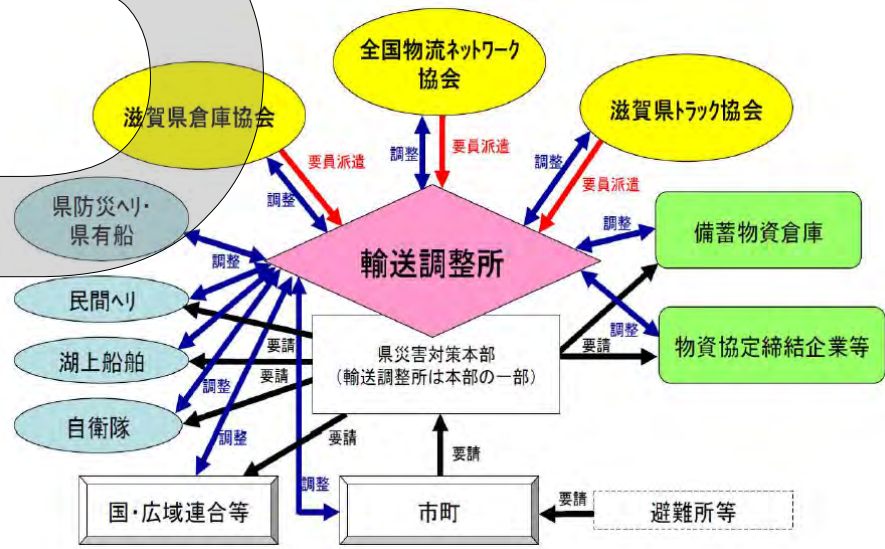 全国物流ネットワーク
協会
滋賀県倉庫協会
滋賀県トラック協会
要員派遣
調整
調整
要員派遣
調整
要員派遣
県防災ヘリ・
県有船
調整
輸送調整所
調整
備蓄物資倉庫
民間ヘリ
調整
湖上船舶
要請
県災害対策本部
(輸送調整所は本部の一部)
要請
物資協定締結企業等
調整
要請
自衛隊
調整
要請
要請
国・広域連合等
調整
市町
要請
避難所等